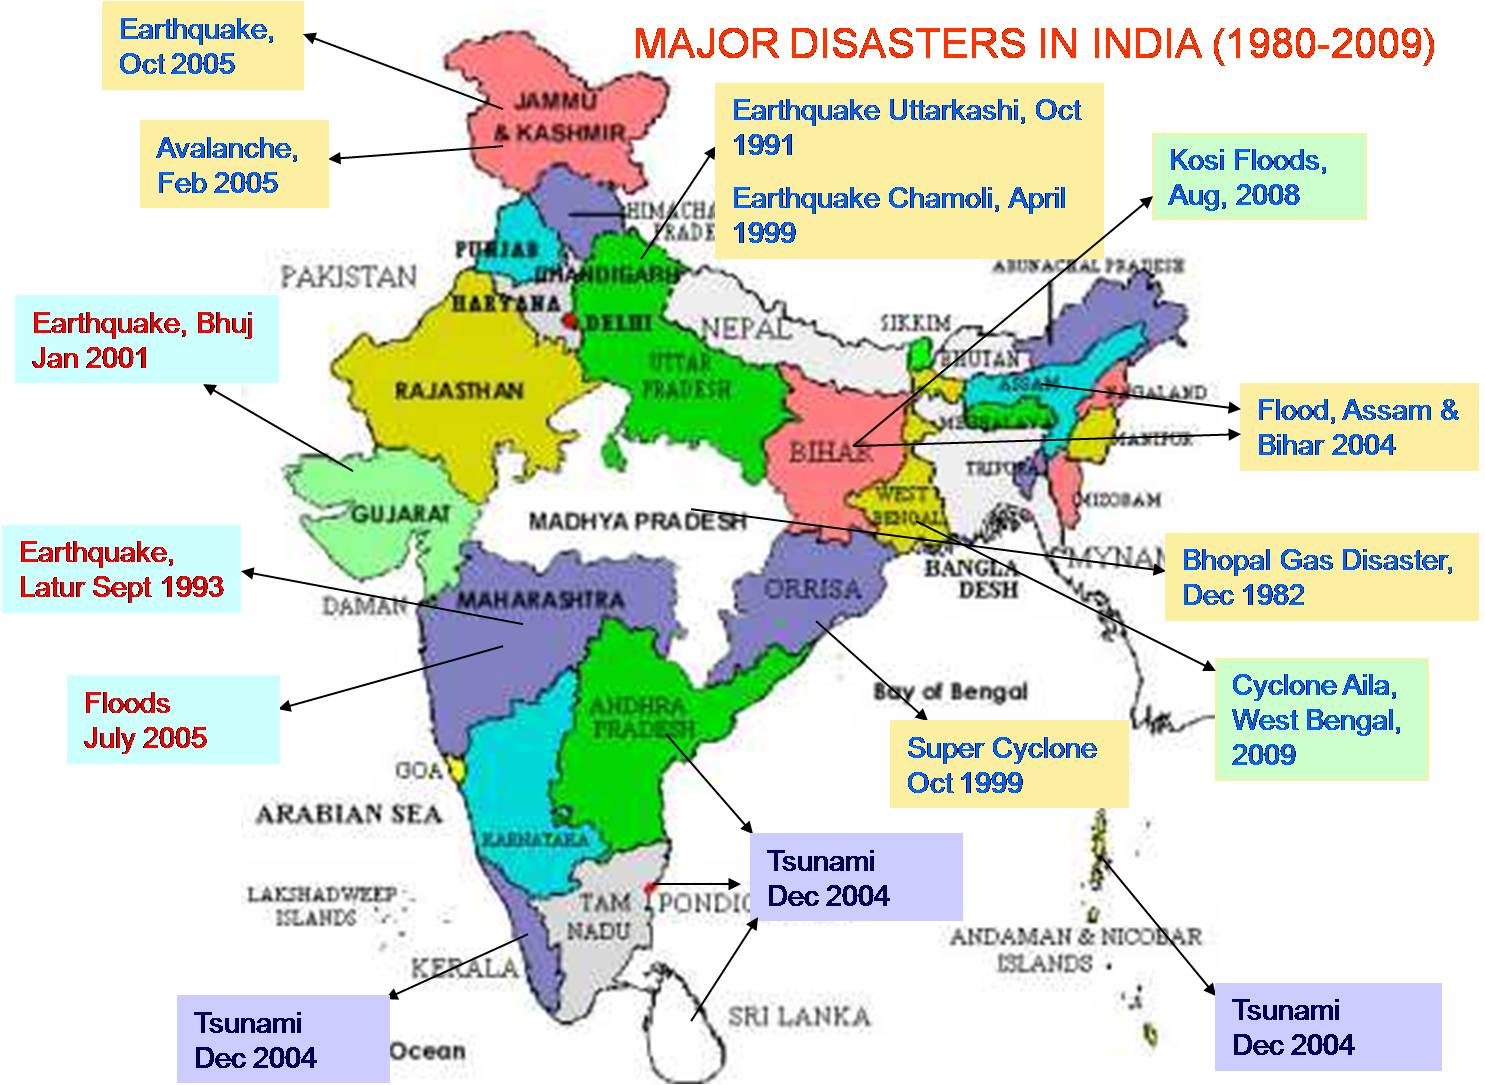 MAJOR DISASTERS IN INDIA (1980-2009)
Earthquake,
Oct 2005
Avalanche,
Feb 2005
JAMMU
& KASHMIR
Earthquake Uttarkashi, Oct
1991
Earthquake Chamoli, April
1999
Kosi Floods,
Aug, 2008
HIMACHA
PRADE
PUNJAB
CHANDIGARH
HARYANA
DELHI
PAKISTAN
NEPAL
SIKKIM
BHUTAN
ARUNACHAL PRADESH
Earthquake, Bhuj
Jan 2001
RAJASTHAN
UTTAR
PRADESH
ASSAM
NAGALAND
MEGHALAYA
MANIPUR
Flood, Assam &
Bihar 2004
BIHAR
TRIPURA
MIZORAM
WEST
BENGAL
GUJARAT
MADHYA PRADESH
Earthquake,
Latur Sept 1993
BANGLA
DESH
MYNAM
Bhopal Gas Disaster,
Dec 1982
DAMAN
MAHARASHTRA
ORRISA
Floods
July 2005
ANDHRA
PRADESH
Bay of Bengal
Cyclone Aila,
West Bengal,
2009
Super Cyclone
Oct 1999
GOA
ARABIAN SEA
KARNATAKA
Tsunami
Dec 2004
LAKSHADWEEP
ISLANDS
TAM
NADU
PONDIC
KERALA
ANDAMAN & NICOBAR
ISLANDS
SRI LANKA
Tsunami
Dec 2004
Ocean
Tsunami
Dec 2004